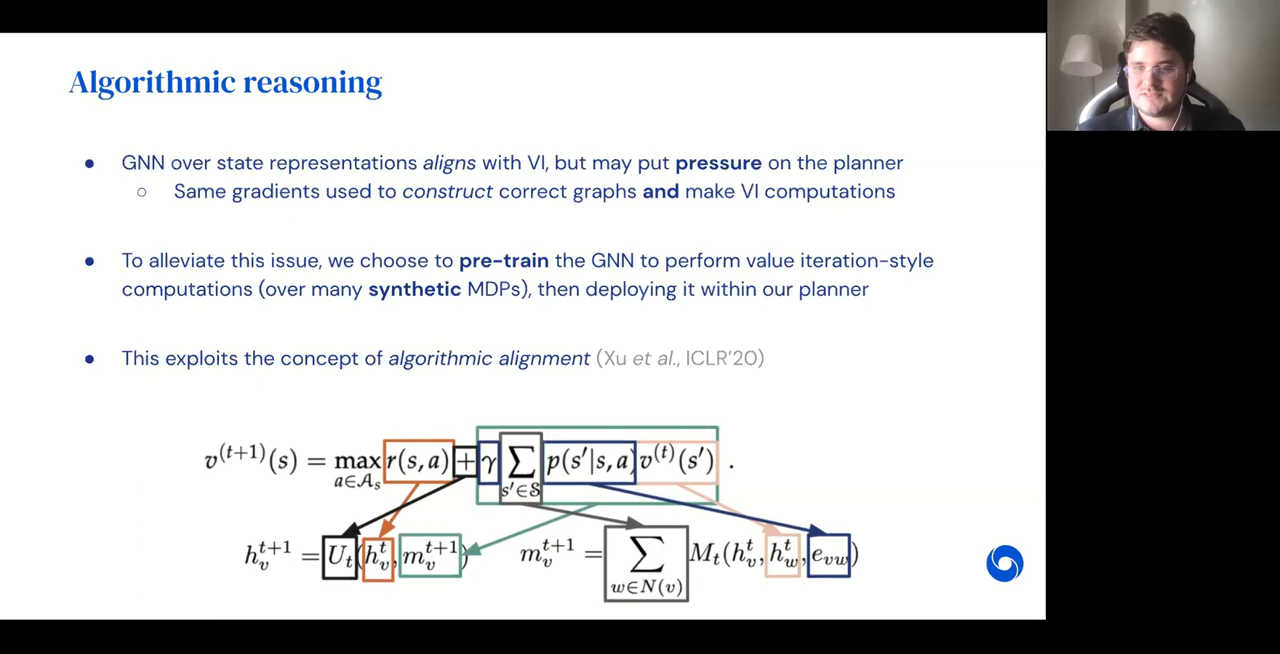 Algorithmic reasoning
● GNN over state representations aligns with VI, but may put pressure on the planner
○ Same gradients used to construct correct graphs and make VI computations
● To alleviate this issue, we choose to pre-train the GNN to perform value iteration-style
computations (over many synthetic MDPs), then deploying it within our planner
● This exploits the concept of algorithmic alignment (Xu et al., ICLR'20)
v^{(t+1)}(s) = max_{a∈𝒜_s} r(s, a) + γ ∑_{s'∈𝒮} p(s'|s, a) v^{(t)}(s') .
h_v^{t+1} = U_t(h_v^t, m_v^{t+1}) m_v^{t+1} = ∑_{w∈N(v)} M_t(h_v^t, h_w^t, e_{vw})